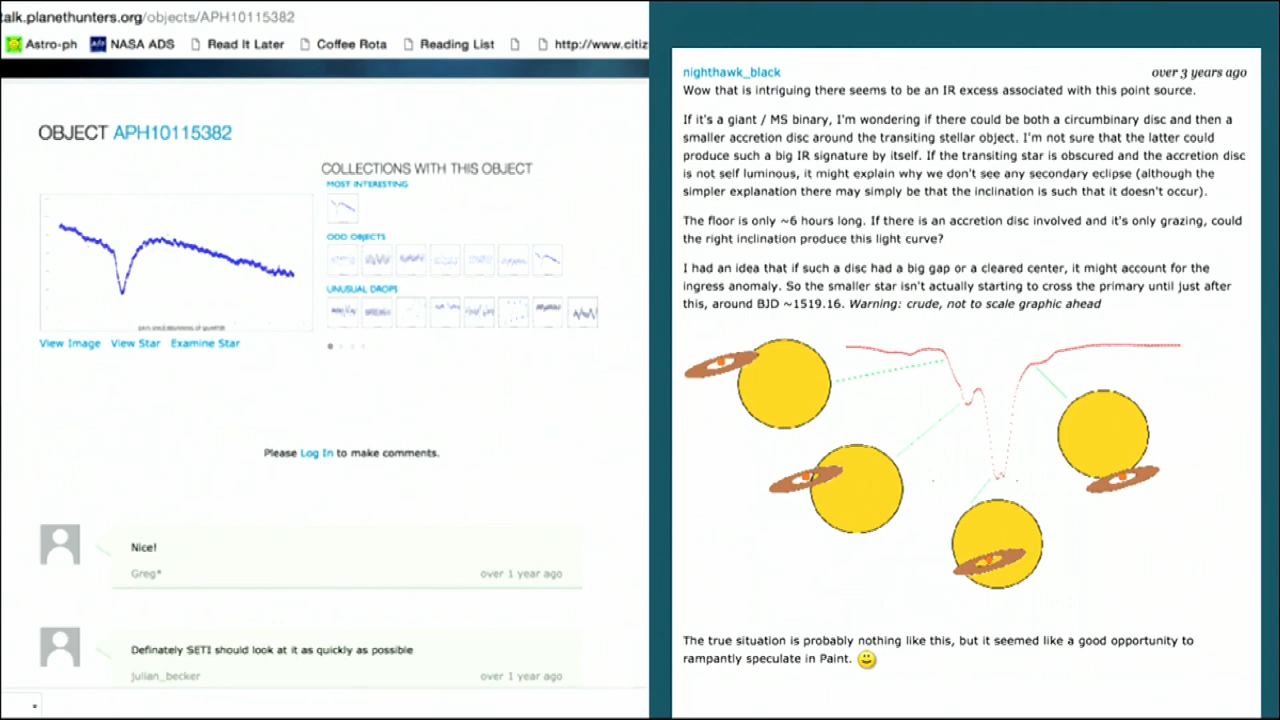 talk.planethunters.org/objects/APH10115382
Astro-ph NASA ADS Read It Later Coffee Rota Reading List http://www.citiz
OBJECT APH10115382
COLLECTIONS WITH THIS OBJECT
MOST INTERESTING
ODD OBJECTS
UNUSUAL DROPS
View Image View Star Examine Star
Please Log In to make comments.
Nice!
Greg* over 1 year ago
Definately SETI should look at it as quickly as possible
julian_becker over 1 year ago
nighthawk_black over 3 years ago
Wow that is intriguing there seems to be an IR excess associated with this point source.
If it's a giant / MS binary, I'm wondering if there could be both a circumbinary disc and then a
smaller accretion disc around the transiting stellar object. I'm not sure that the latter could
produce such a big IR signature by itself. If the transiting star is obscured and the accretion disc
is not self luminous, it might explain why we don't see any secondary eclipse (although the
simpler explanation there may simply be that the inclination is such that it doesn't occur).
The floor is only ~6 hours long. If there is an accretion disc involved and it's only grazing, could
the right inclination produce this light curve?
I had an idea that if such a disc had a big gap or a cleared center, it might account for the
ingress anomaly. So the smaller star isn't actually starting to cross the primary until just after
this, around BJD ~1519.16. Warning: crude, not to scale graphic ahead
The true situation is probably nothing like this, but it seemed like a good opportunity to
rampantly speculate in Paint.